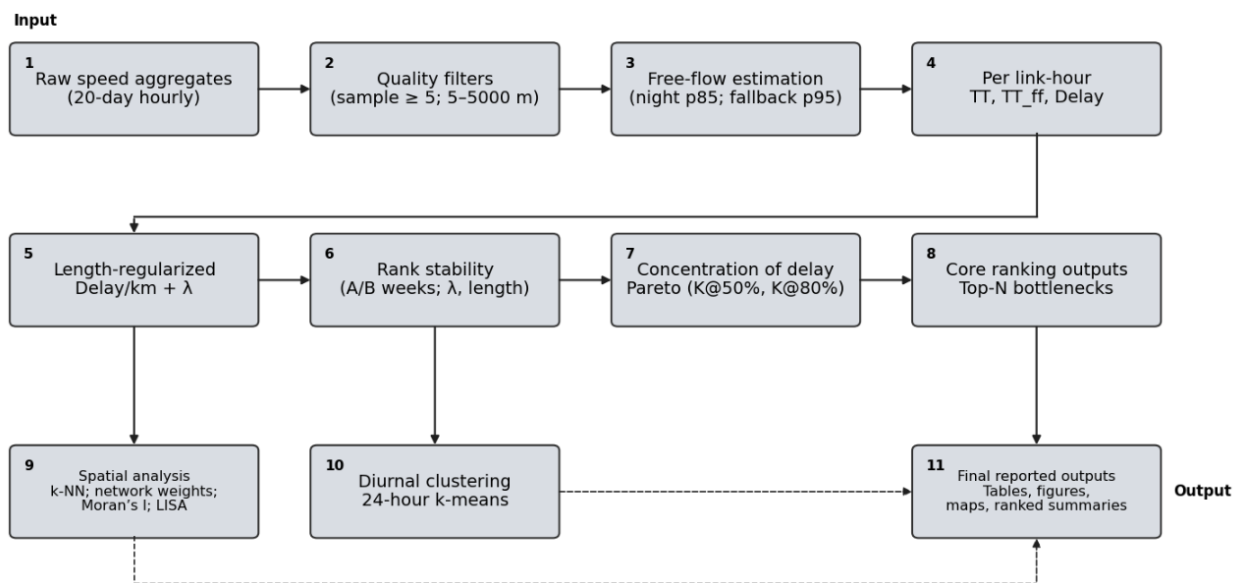 Input
1
Raw speed aggregates
(20-day hourly)
2
Quality filters
(sample ≥ 5; 5–5000 m)
3
Free-flow estimation
(night p85; fallback p95)
4
Per link-hour
TT, TT_ff, Delay
5
Length-regularized
Delay/km + λ
6
Rank stability
(A/B weeks; λ, length)
7
Concentration of delay
Pareto (K@50%, K@80%)
8
Core ranking outputs
Top-N bottlenecks
9
Spatial analysis
k-NN; network weights;
Moran’s I; LISA
10
Diurnal clustering
24-hour k-means
11
Final reported outputs
Tables, figures,
maps, ranked summaries
Output